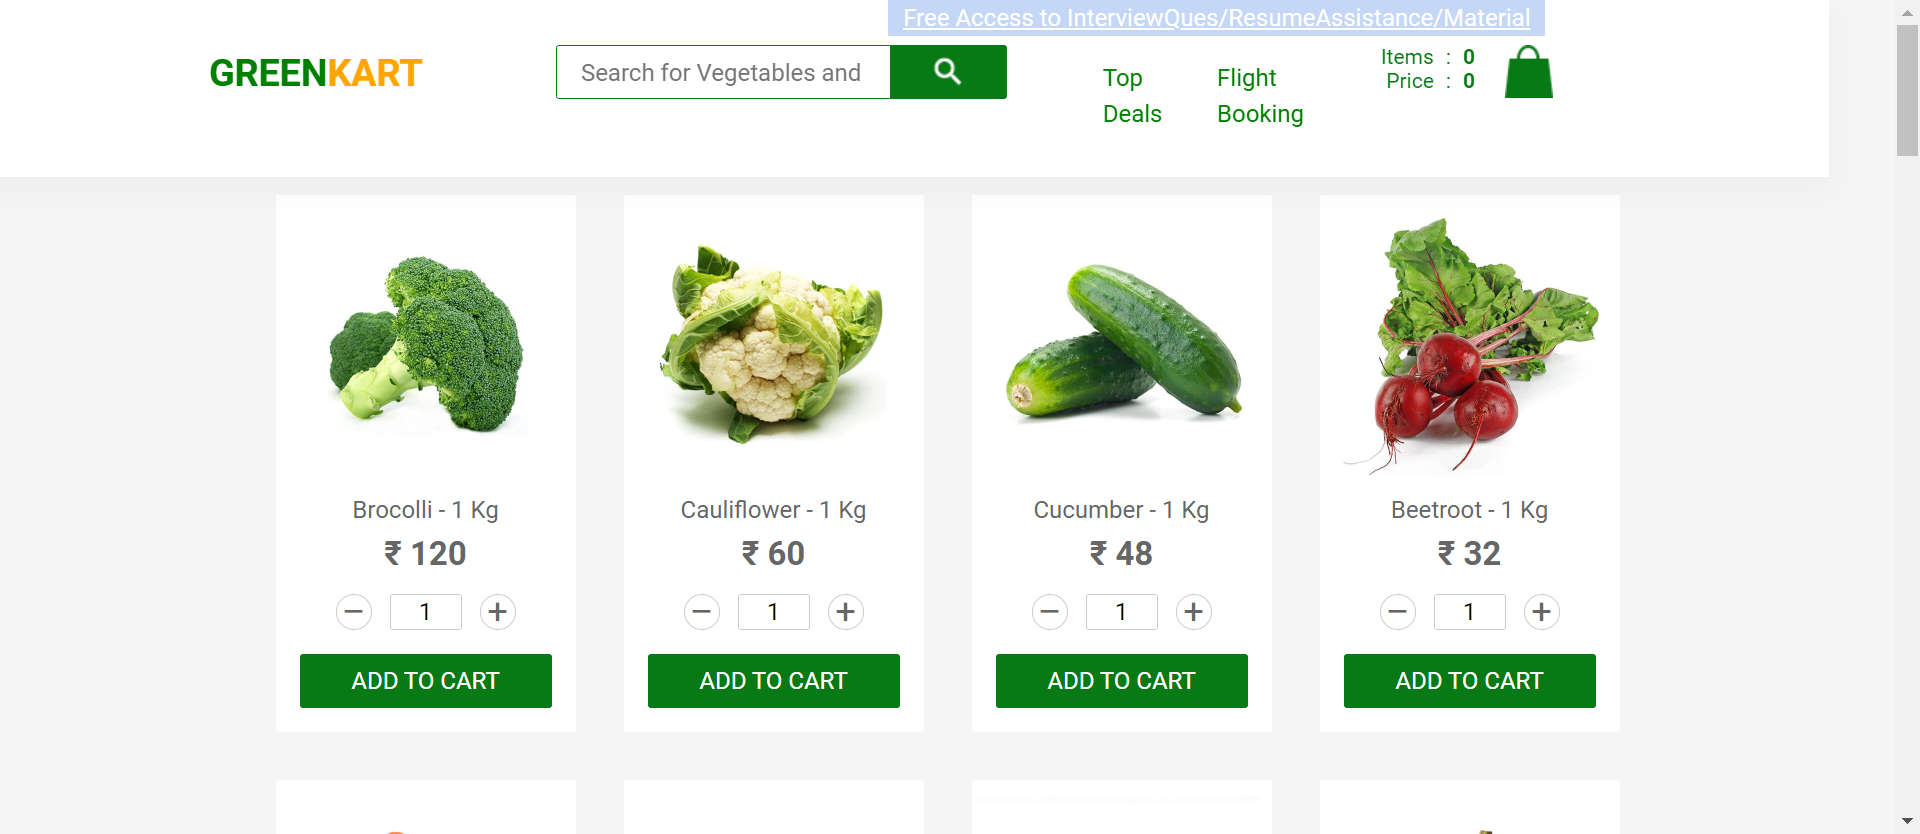 Free Access to InterviewQues/ResumeAssistance/Material
GREENKART
Search for Vegetables and
Top
Deals
Flight
Booking
Items : 0
Price : 0
Brocolli - 1 Kg
₹ 120
− 1 +
ADD TO CART
Cauliflower - 1 Kg
₹ 60
− 1 +
ADD TO CART
Cucumber - 1 Kg
₹ 48
− 1 +
ADD TO CART
Beetroot - 1 Kg
₹ 32
− 1 +
ADD TO CART